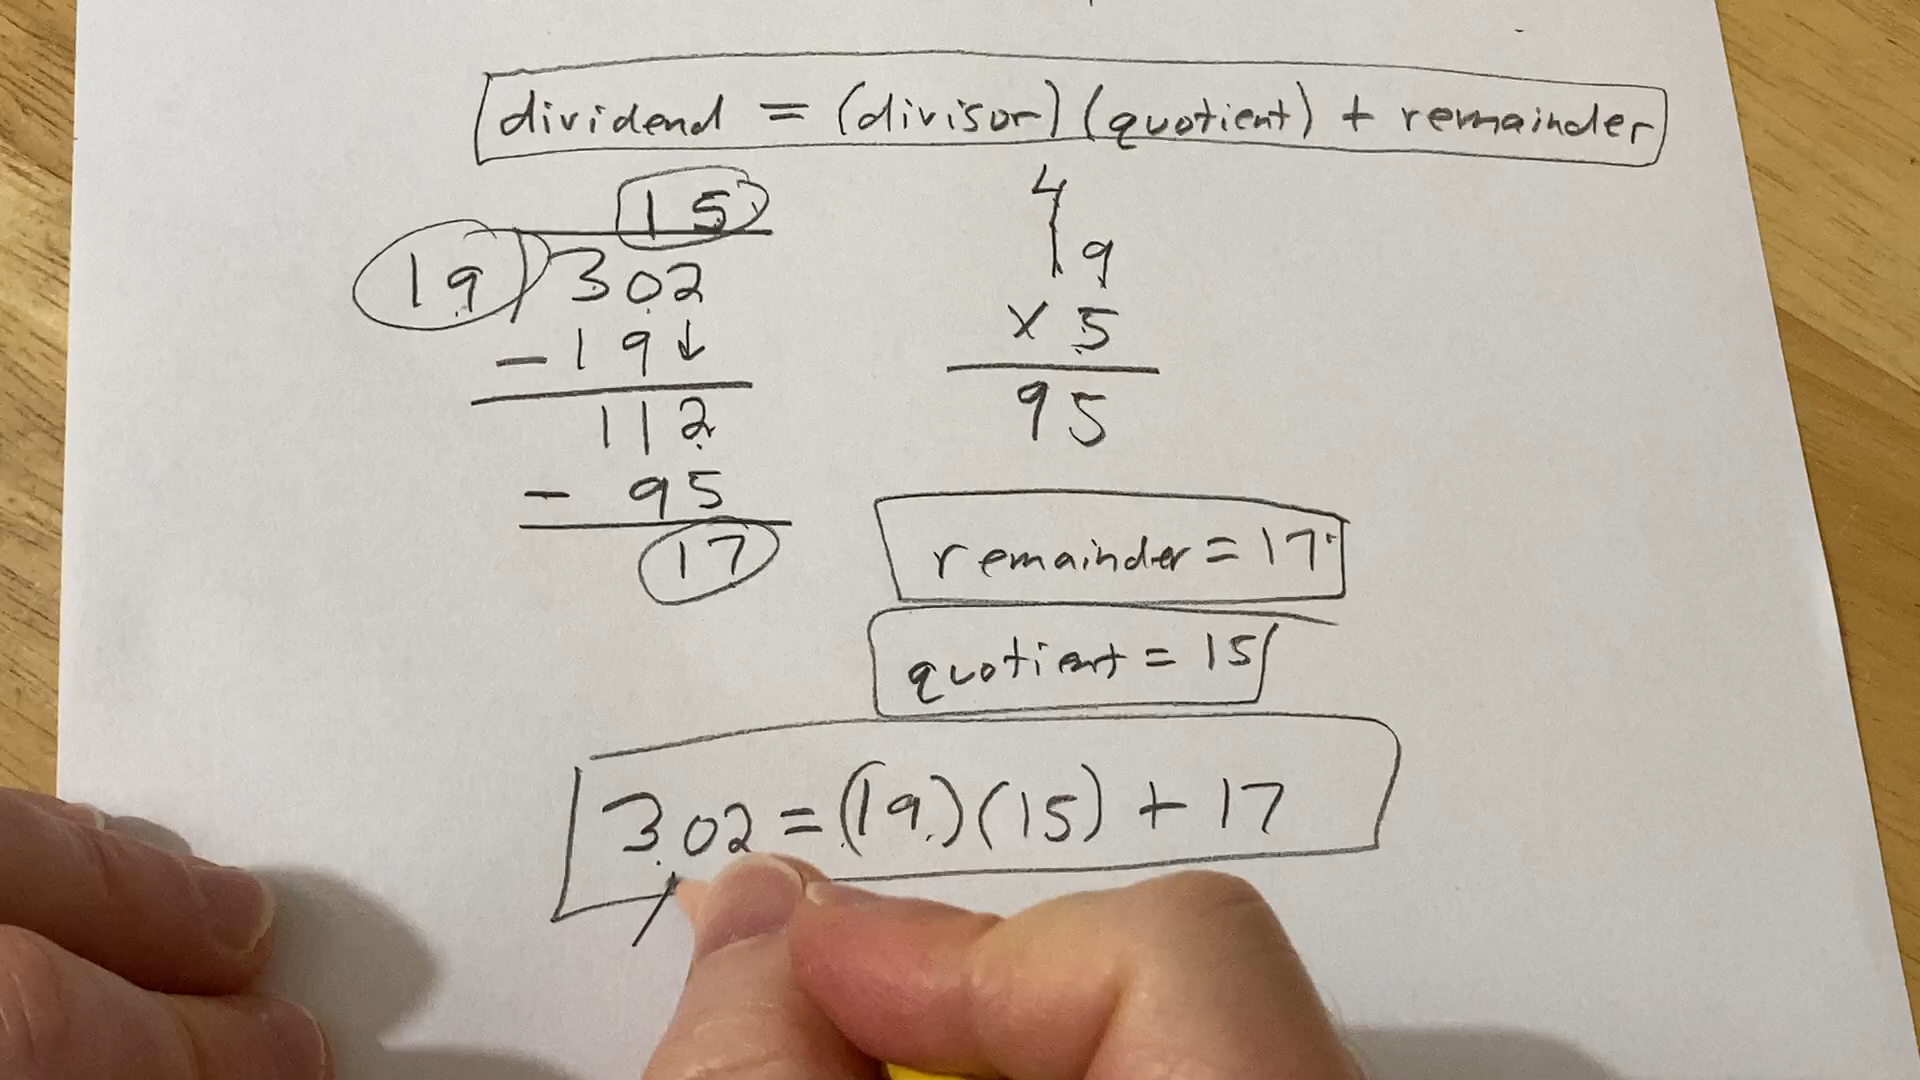 dividend = (divisor) (quotient) + remainder
15
19) 302
- 19↓
112
- 95
17
4
19
x 5
95
remainder = 17
quotient = 15
302 = (19)(15) + 17